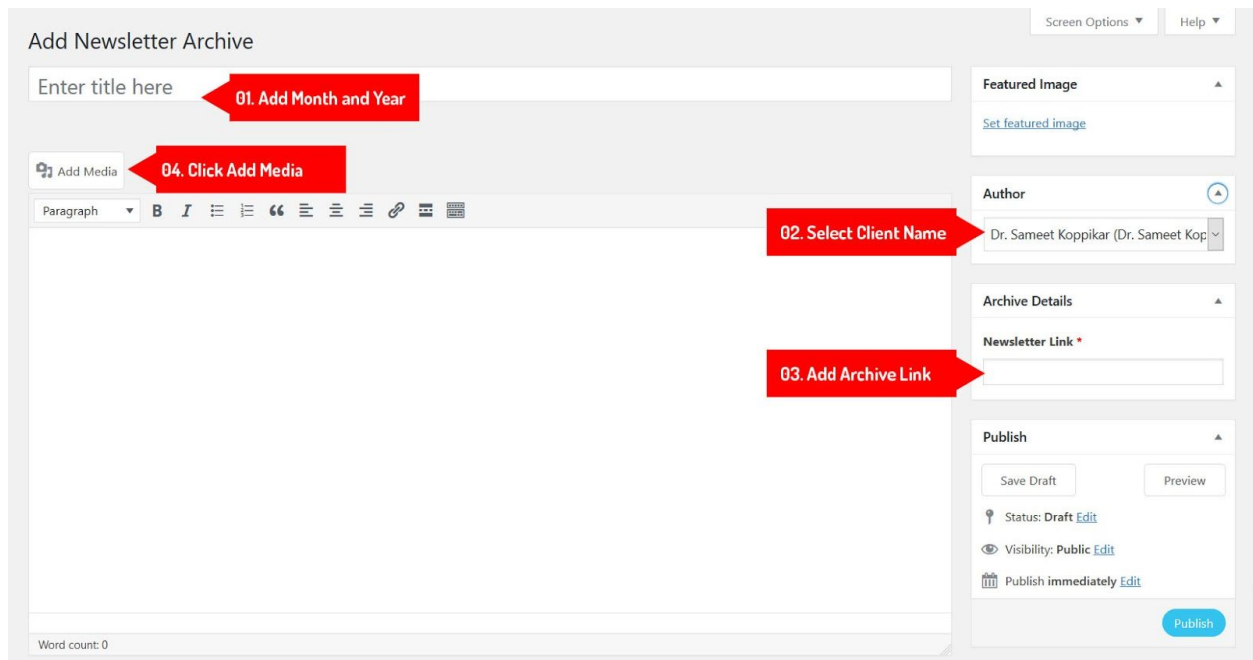 Screen Options
Help
Add Newsletter Archive
Enter title here
01. Add Month and Year
Add Media
04. Click Add Media
Paragraph
B I
Word count: 0
Featured Image
Set featured image
Author
02. Select Client Name
Dr. Sameet Koppikar (Dr. Sameet Kop
Archive Details
Newsletter Link *
03. Add Archive Link
Publish
Save Draft
Preview
Status: Draft Edit
Visibility: Public Edit
Publish immediately Edit
Publish